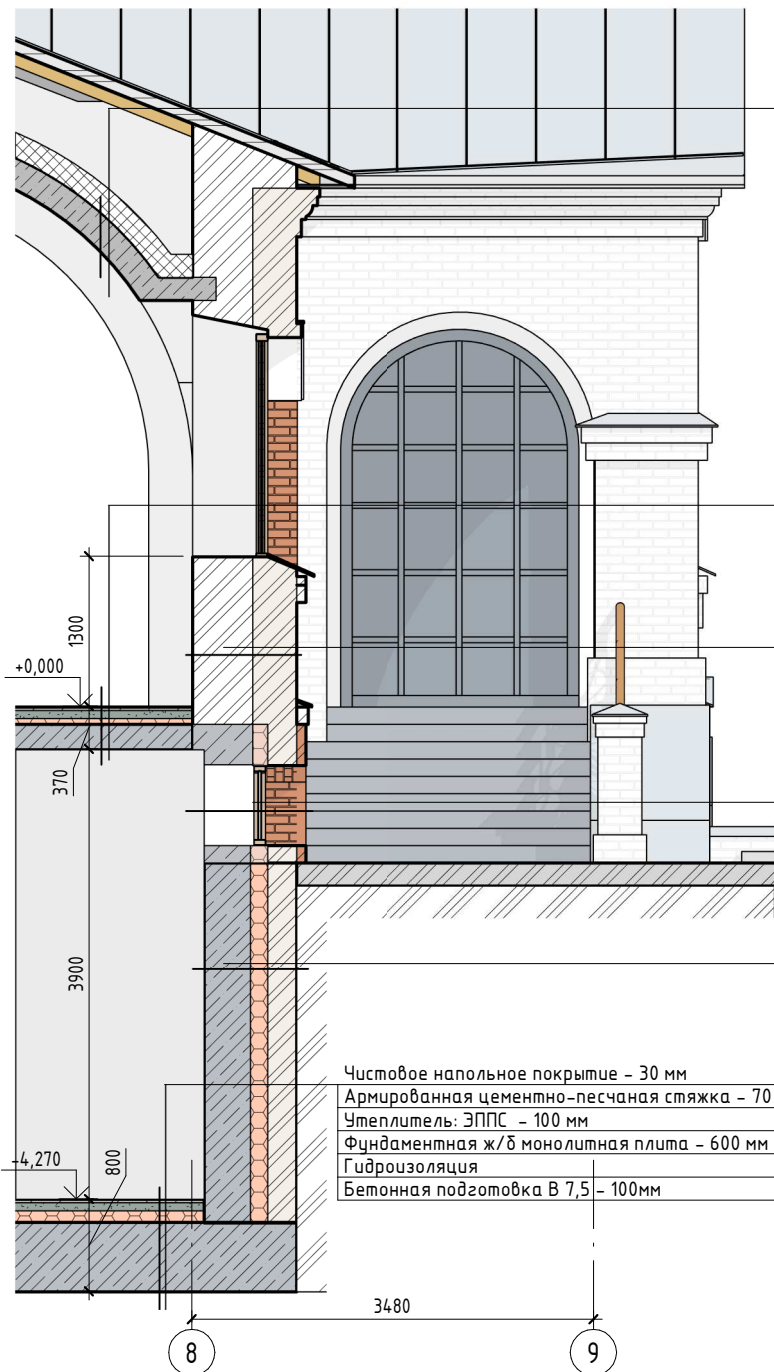 1300
+0,000
370
3900
Чистовое напольное покрытие – 30 мм
Армированная цементно-песчаная стяжка – 70
Утеплитель: ЭППС – 100 мм
Фундаментная ж/б монолитная плита – 600 мм
Гидроизоляция
Бетонная подготовка В 7,5 – 100мм
-4,270
800
3480
8
9